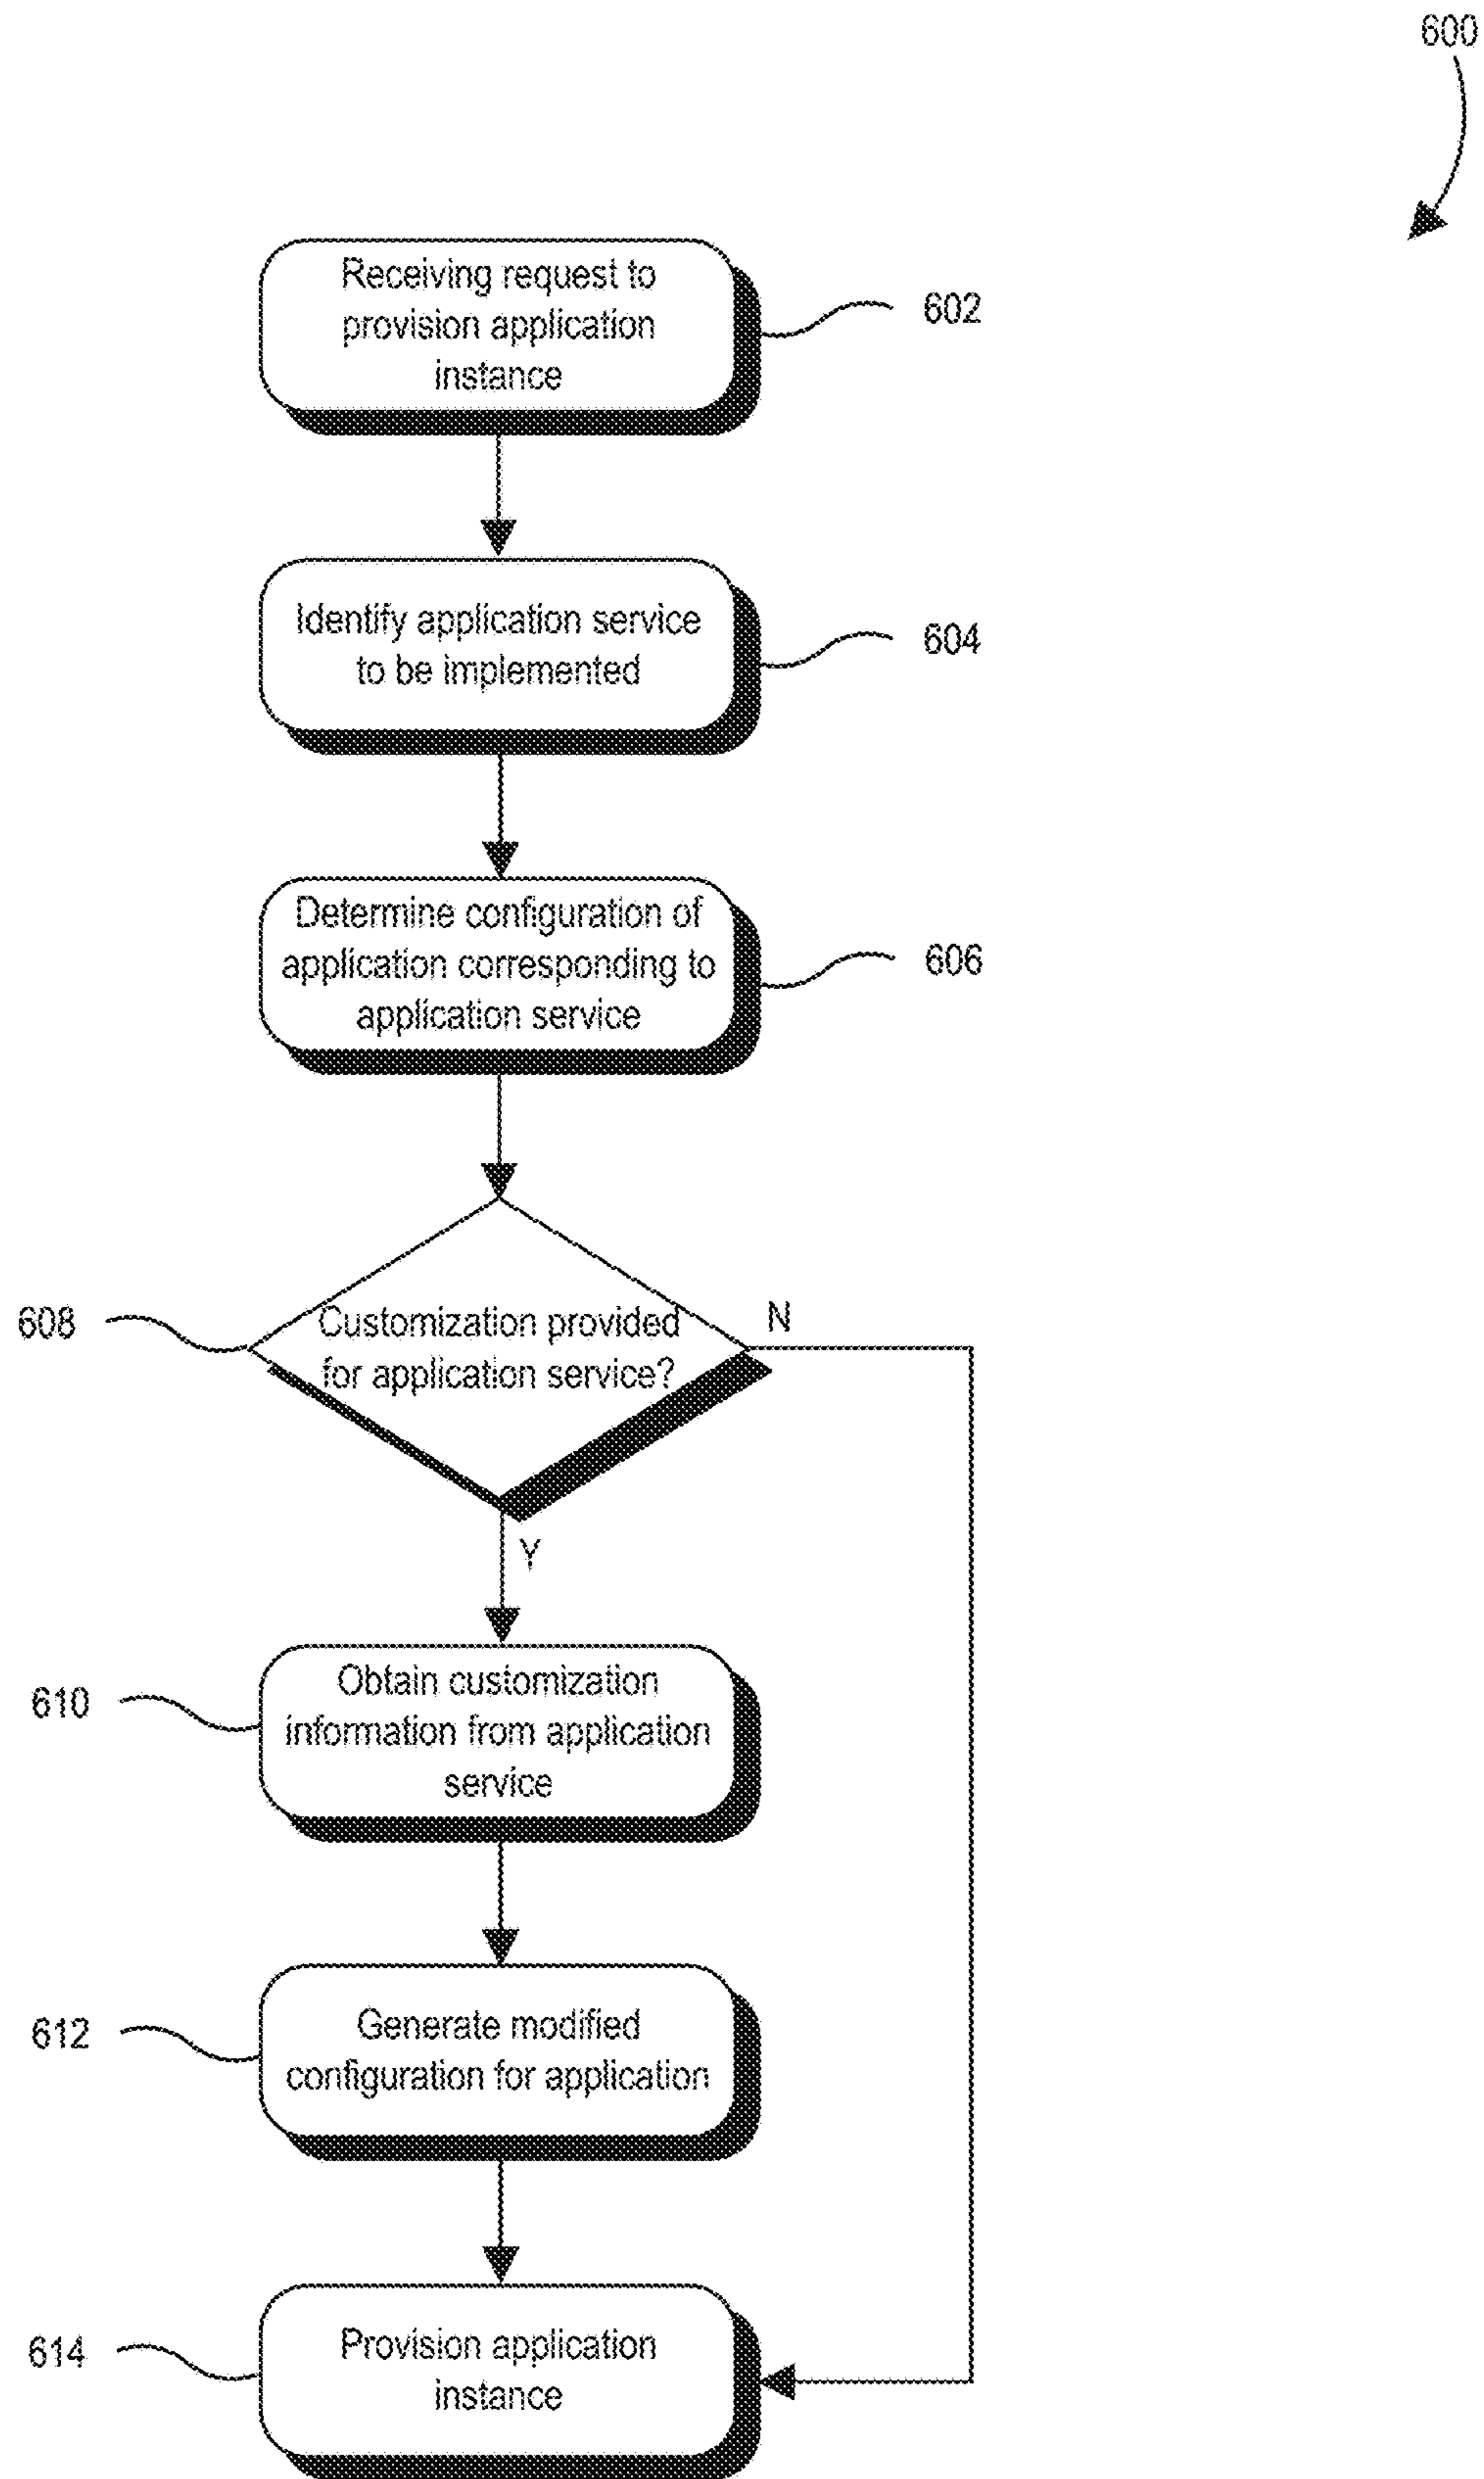 600
Receiving request to
provision application
instance
602
Identify application service
to be implemented
604
Determine configuration of
application corresponding to
application service
606
608
Customization provided
for application service?
N
Y
610
Obtain customization
information from application
service
612
Generate modified
configuration for application
614
Provision application
instance